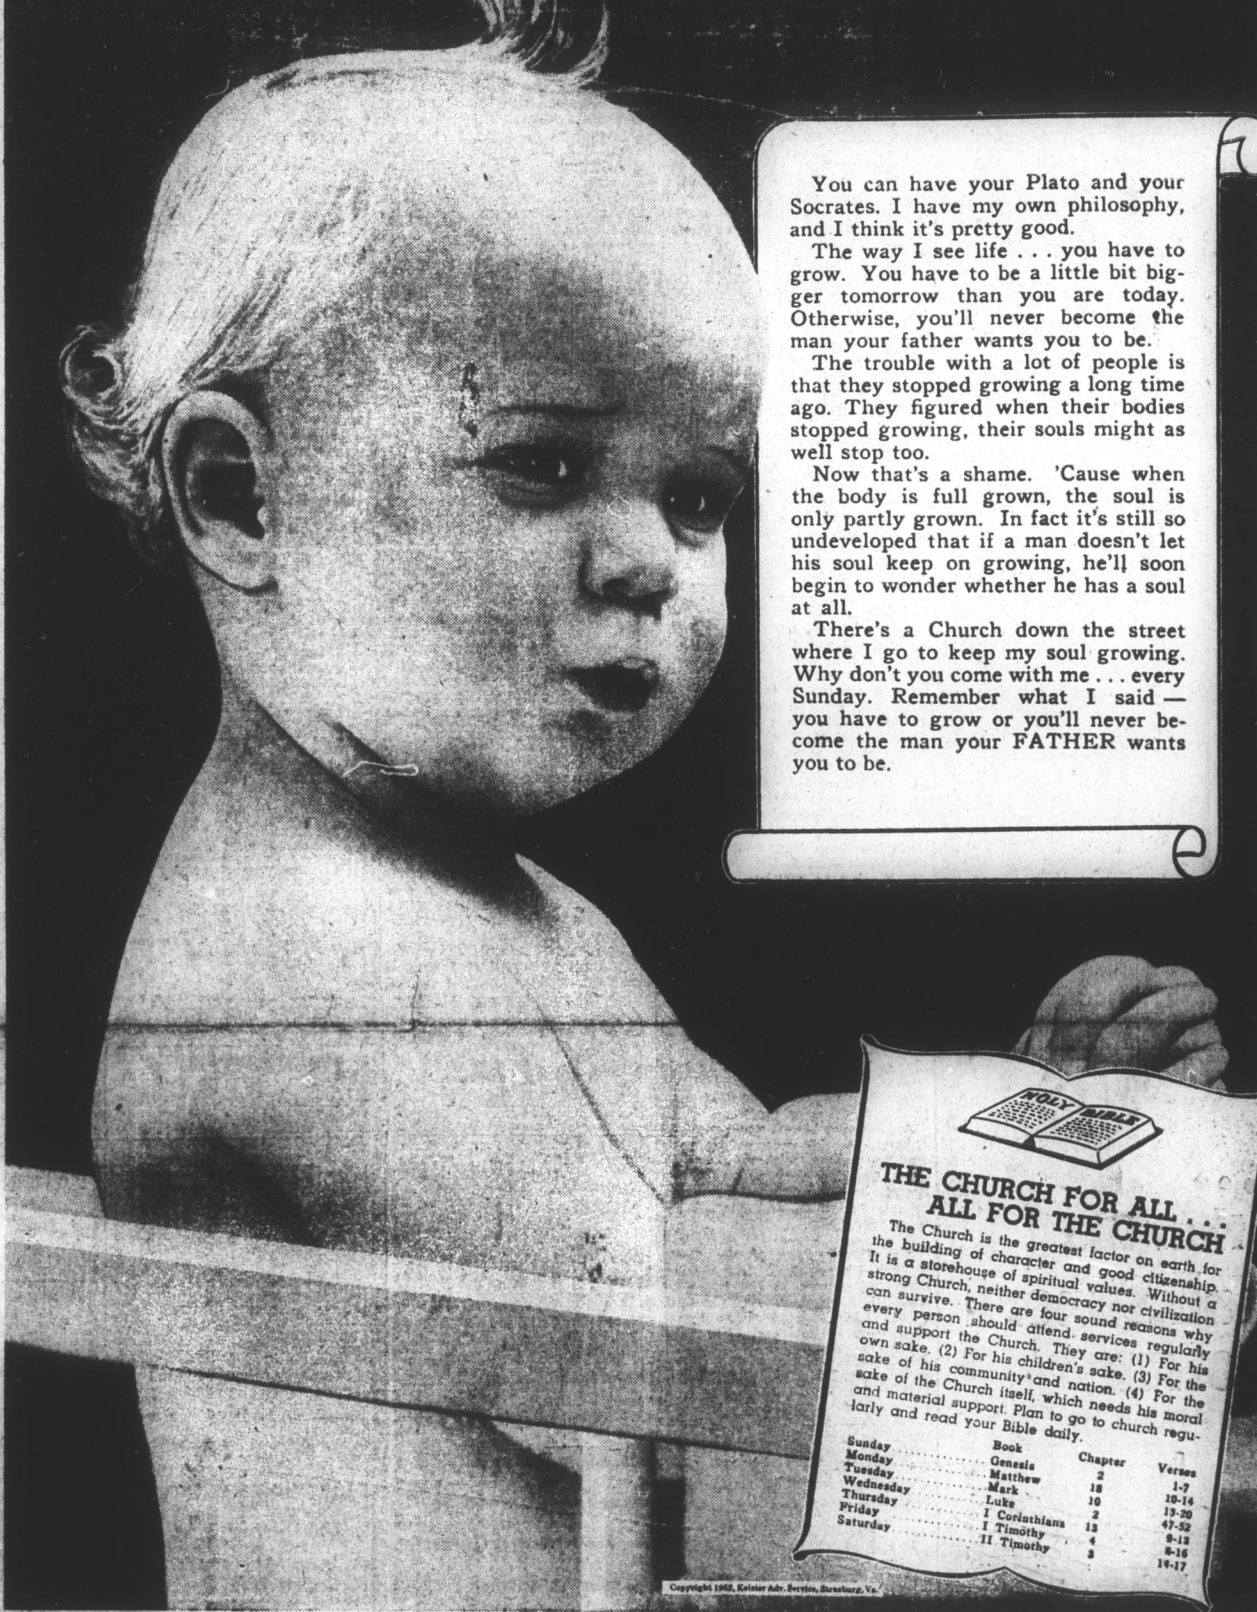 You can have your Plato and your
Socrates. I have my own philosophy,
and I think it's pretty good.
The way I see life . . . you have to
grow. You have to be a little bit big-
ger tomorrow than you are today.
Otherwise, you'll never become the
man your father wants you to be.
The trouble with a lot of people is
that they stopped growing a long time
ago. They figured when their bodies
stopped growing, their souls might as
well stop too.
Now that's a shame. 'Cause when
the body is full grown, the soul is
only partly grown. In fact it's still so
undeveloped that if a man doesn't let
his soul keep on growing, he'll soon
begin to wonder whether he has a soul
at all.
There's a Church down the street
where I go to keep my soul growing.
Why don't you come with me . . . every
Sunday. Remember what I said —
you have to grow or you'll never be-
come the man your FATHER wants
you to be.
HOLY BIBLE
THE CHURCH FOR ALL . . .
ALL FOR THE CHURCH
The Church is the greatest factor on earth for
the building of character and good citizenship.
It is a storehouse of spiritual values. Without a
strong Church, neither democracy nor civilization
can survive. There are four sound reasons why
every person should attend services regularly
and support the Church. They are: (1) For his
own sake. (2) For his children's sake. (3) For the
sake of his community and nation. (4) For the
sake of the Church itself, which needs his moral
and material support. Plan to go to church regu-
larly and read your Bible daily.
Book Chapter Verses
Sunday . . . . . . . . . Genesis 2 1-7
Monday . . . . . . . . . Matthew 18 10-14
Tuesday . . . . . . . . . Mark 10 13-20
Wednesday . . . . . . . . . Luke 2 47-52
Thursday . . . . . . . . . I Corinthians 13 9-13
Friday . . . . . . . . . I Timothy 4 8-16
Saturday . . . . . . . . . II Timothy 3 14-17
Copyright 1952, Keister Adv. Service, Strasburg, Va.